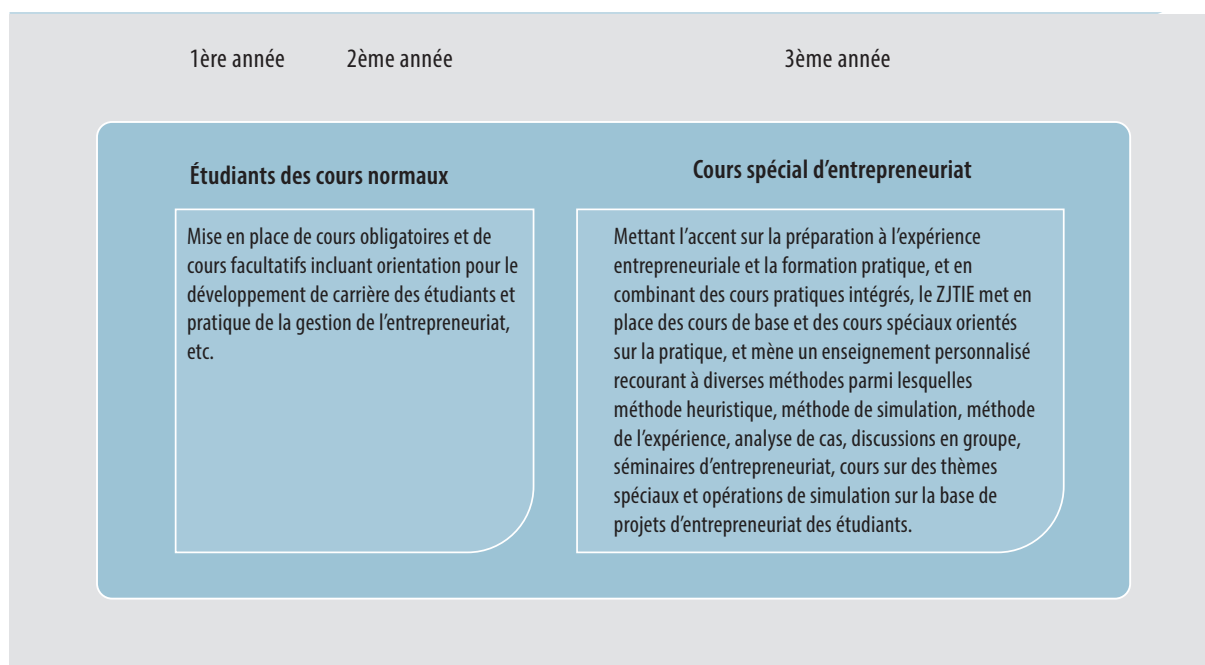 1ère année 2ème année 3ème année
Étudiants des cours normaux
Mise en place de cours obligatoires et de
cours facultatifs incluant orientation pour le
développement de carrière des étudiants et
pratique de la gestion de l’entrepreneuriat,
etc.
Cours spécial d’entrepreneuriat
Mettant l’accent sur la préparation à l’expérience
entrepreneuriale et la formation pratique, et en
combinant des cours pratiques intégrés, le ZJTIE met en
place des cours de base et des cours spéciaux orientés
sur la pratique, et mène un enseignement personnalisé
recourant à diverses méthodes parmi lesquelles
méthode heuristique, méthode de simulation, méthode
de l’expérience, analyse de cas, discussions en groupe,
séminaires d’entrepreneuriat, cours sur des thèmes
spéciaux et opérations de simulation sur la base de
projets d’entrepreneuriat des étudiants.